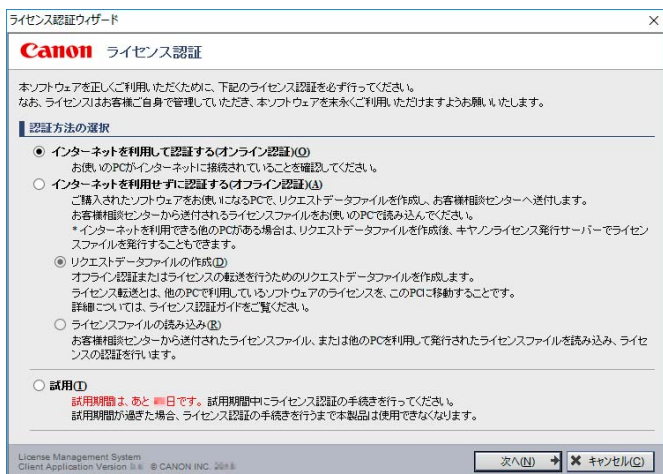 ライセンス認証ウィザード
Canon ライセンス認証
本ソフトウェアを正しくご利用いただくために、下記のライセンス認証を必ず行ってください。
なお、ライセンスはお客様ご自身で管理していただき、本ソフトウェアを末永くご利用いただけますようお願いいたします。
認証方法の選択
インターネットを利用して認証する(オンライン認証)(O)
お使いのPCがインターネットに接続されていることを確認してください。
インターネットを利用せずに認証する(オフライン認証)(A)
ご購入されたソフトウェアをお使いになるPCで、リクエストデータファイルを作成し、お客様相談センターへ送付します。
お客様相談センターから送付されるライセンスファイルをお使いのPCで読み込んでください。
*インターネットを利用できる他のPCがある場合は、リクエストデータファイルを作成後、キヤノンライセンス発行サーバーでライセン
スファイルを発行することもできます。
リクエストデータファイルの作成(D)
オフライン認証またはライセンスの転送を行うためのリクエストデータファイルを作成します。
ライセンス転送とは、他のPCで利用しているソフトウェアのライセンスを、このPCに移動することです。
詳細については、ライセンス認証ガイドをご覧ください。
ライセンスファイルの読み込み(R)
お客様相談センターから送付されたライセンスファイル、または他のPCを利用して発行されたライセンスファイルを読み込み、ライセ
ンスの認証を行います。
試用(T)
試用期間は、あと 日です。試用期間中にライセンス認証の手続きを行ってください。
試用期間が過ぎた場合、ライセンス認証の手続きを行うまで本製品は使用できなくなります。
License Management System
Client Application Version © CANON INC.
次へ(N) キャンセル(C)